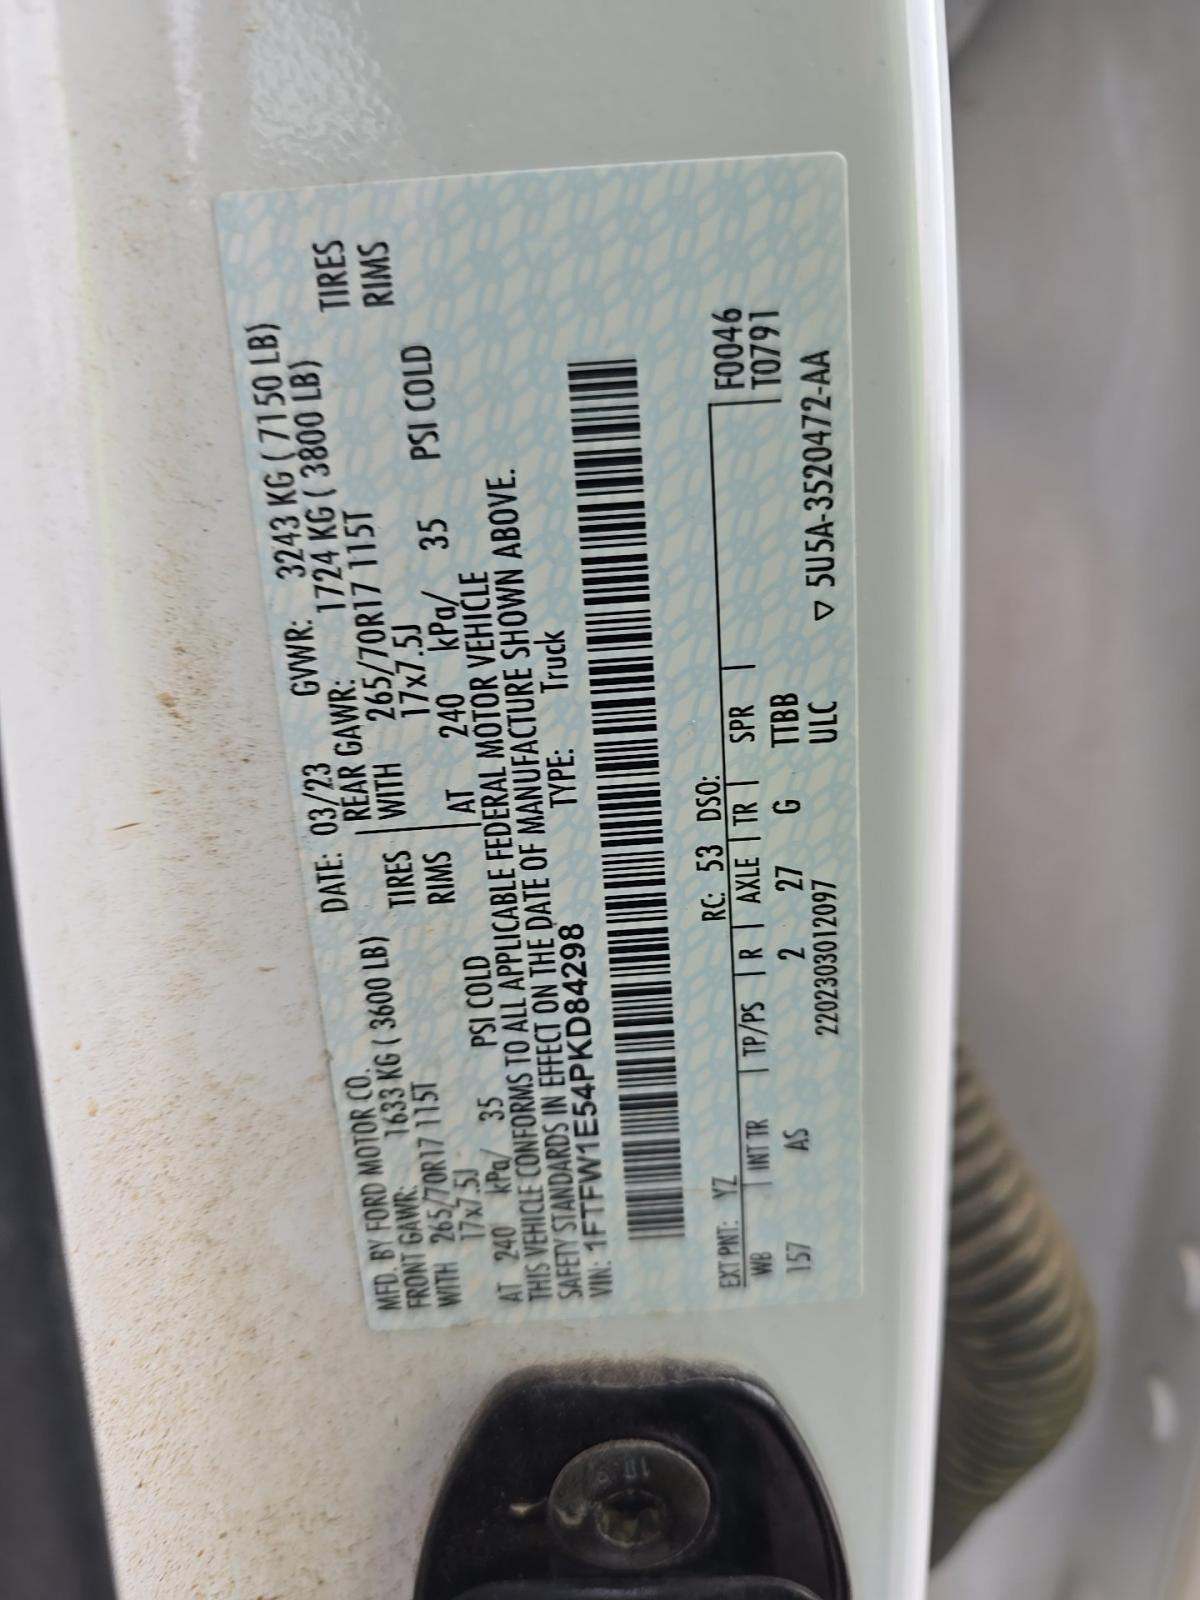 MFD. BY FORD MOTOR CO. DATE: 03/23 GVWR: 3243 KG ( 7150 LB)
FRONT GAWR: 1633 KG ( 3600 LB) REAR GAWR: 1724 KG ( 3800 LB)
WITH 265/70R17 115T TIRES WITH 265/70R17 115T TIRES
17x7.5J RIMS 17x7.5J RIMS
AT 240 kPa/ 35 PSI COLD AT 240 kPa/ 35 PSI COLD
THIS VEHICLE CONFORMS TO ALL APPLICABLE FEDERAL MOTOR VEHICLE
SAFETY STANDARDS IN EFFECT ON THE DATE OF MANUFACTURE SHOWN ABOVE.
VIN: 1FTFW1E54PKD84298 TYPE: Truck
EXT PNT: YZ RC: 53 DSO: F0046
WB INT TR TP/PS R AXLE TR SPR T0791
157 AS 2 27 G TTBB
220230301​2097 ULC ▽ 5U5A-3520472-AA